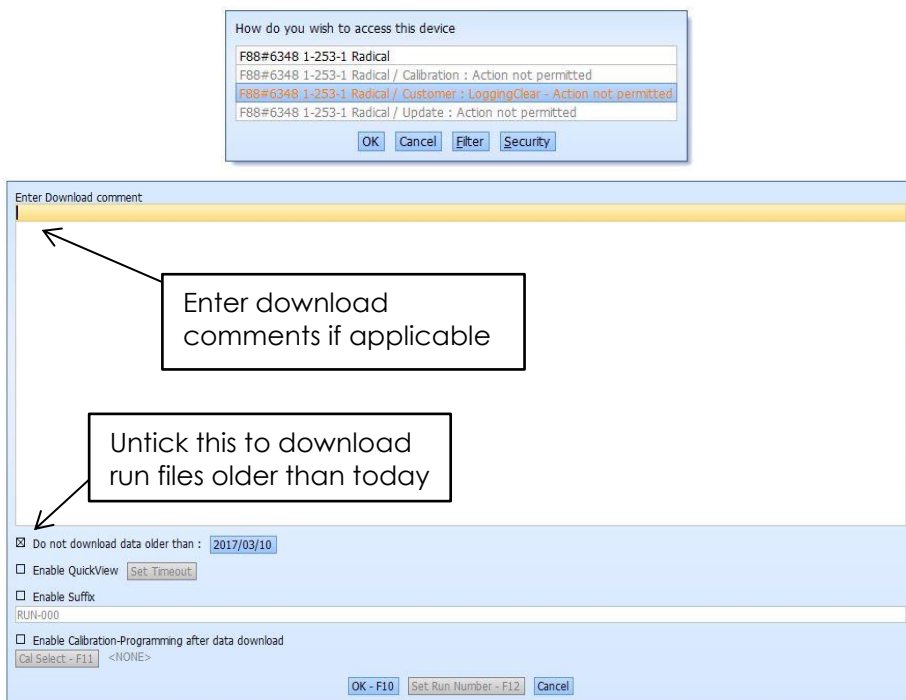 How do you wish to access this device
F88#6348 1-253-1 Radical
F88#6348 1-253-1 Radical / Calibration : Action not permitted
F88#6348 1-253-1 Radical / Customer : LoggingClear - Action not permitted
F88#6348 1-253-1 Radical / Update : Action not permitted
OK Cancel Filter Security
Enter Download comment
Enter download
comments if applicable
Untick this to download
run files older than today
Do not download data older than : 2017/03/10
Enable QuickView Set Timeout
Enable Suffix
RUN-000
Enable Calibration-Programming after data download
Cal Select - F11 <NONE>
OK - F10 Set Run Number - F12 Cancel